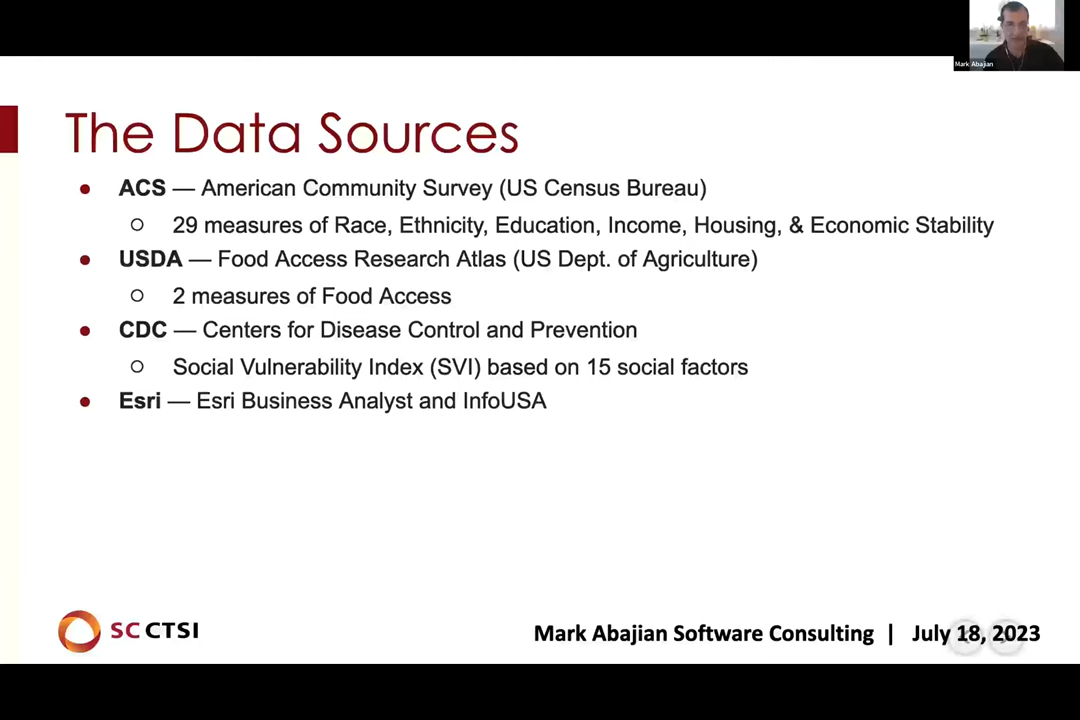 Mark Abajian
The Data Sources
● ACS — American Community Survey (US Census Bureau)
○ 29 measures of Race, Ethnicity, Education, Income, Housing, & Economic Stability
● USDA — Food Access Research Atlas (US Dept. of Agriculture)
○ 2 measures of Food Access
● CDC — Centers for Disease Control and Prevention
○ Social Vulnerability Index (SVI) based on 15 social factors
● Esri — Esri Business Analyst and InfoUSA
SC CTSI
Mark Abajian Software Consulting | July 18, 2023